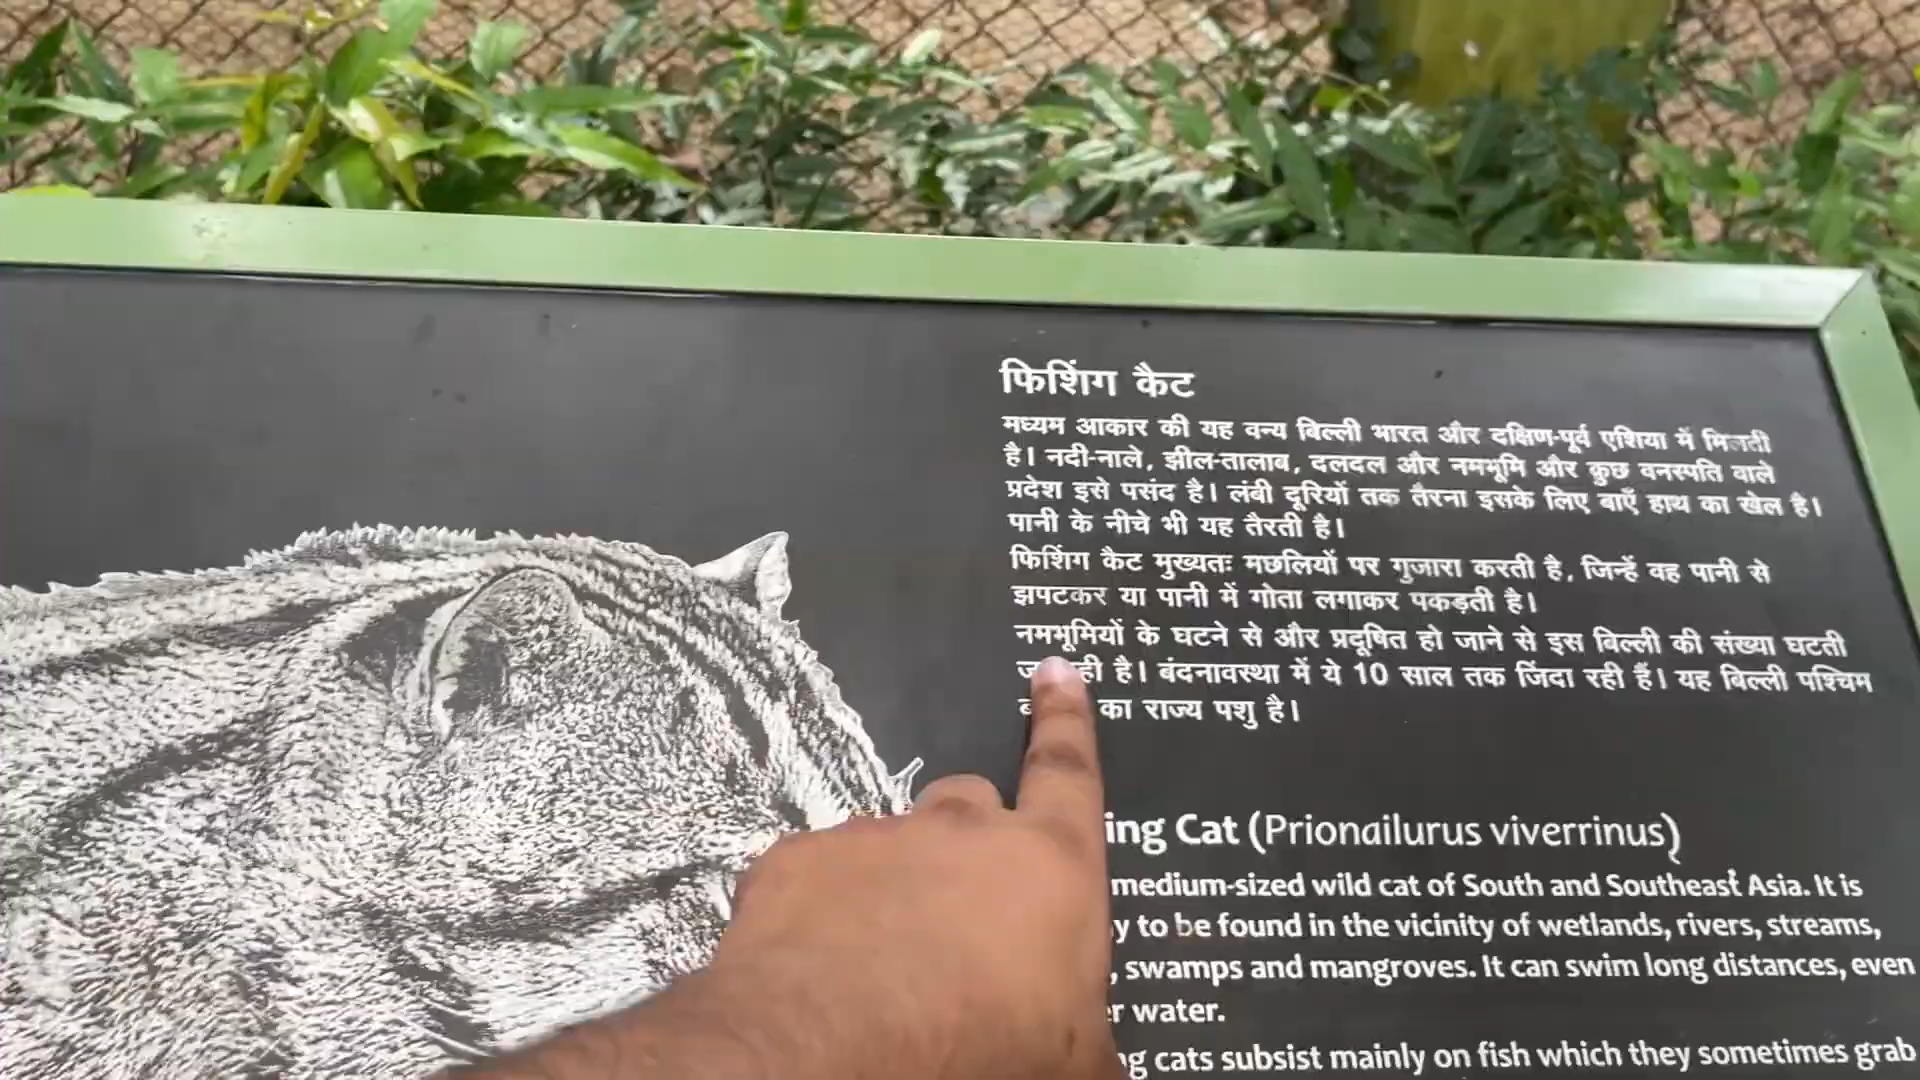 फिशिंग कैट
मध्यम आकार की यह वन्य बिल्ली भारत और दक्षिण-पूर्व एशिया में मिलती
है। नदी-नाले, झील-तालाब, दलदल और नमभूमि और कुछ वनस्पति वाले
प्रदेश इसे पसंद है। लंबी दूरियों तक तैरना इसके लिए बाएँ हाथ का खेल है।
पानी के नीचे भी यह तैरती है।
फिशिंग कैट मुख्यतः मछलियों पर गुजारा करती है, जिन्हें वह पानी से
झपटकर या पानी में गोता लगाकर पकड़ती है।
नमभूमियों के घटने से और प्रदूषित हो जाने से इस बिल्ली की संख्या घटती
है। बंदनावस्था में ये 10 साल तक जिंदा रही हैं। यह बिल्ली पश्चिम
का राज्य पशु है।
Cat (Prionailurus viverrinus)
medium-sized wild cat of South and Southeast Asia. It is
to be found in the vicinity of wetlands, rivers, streams,
, swamps and mangroves. It can swim long distances, even
water.
cats subsist mainly on fish which they sometimes grab